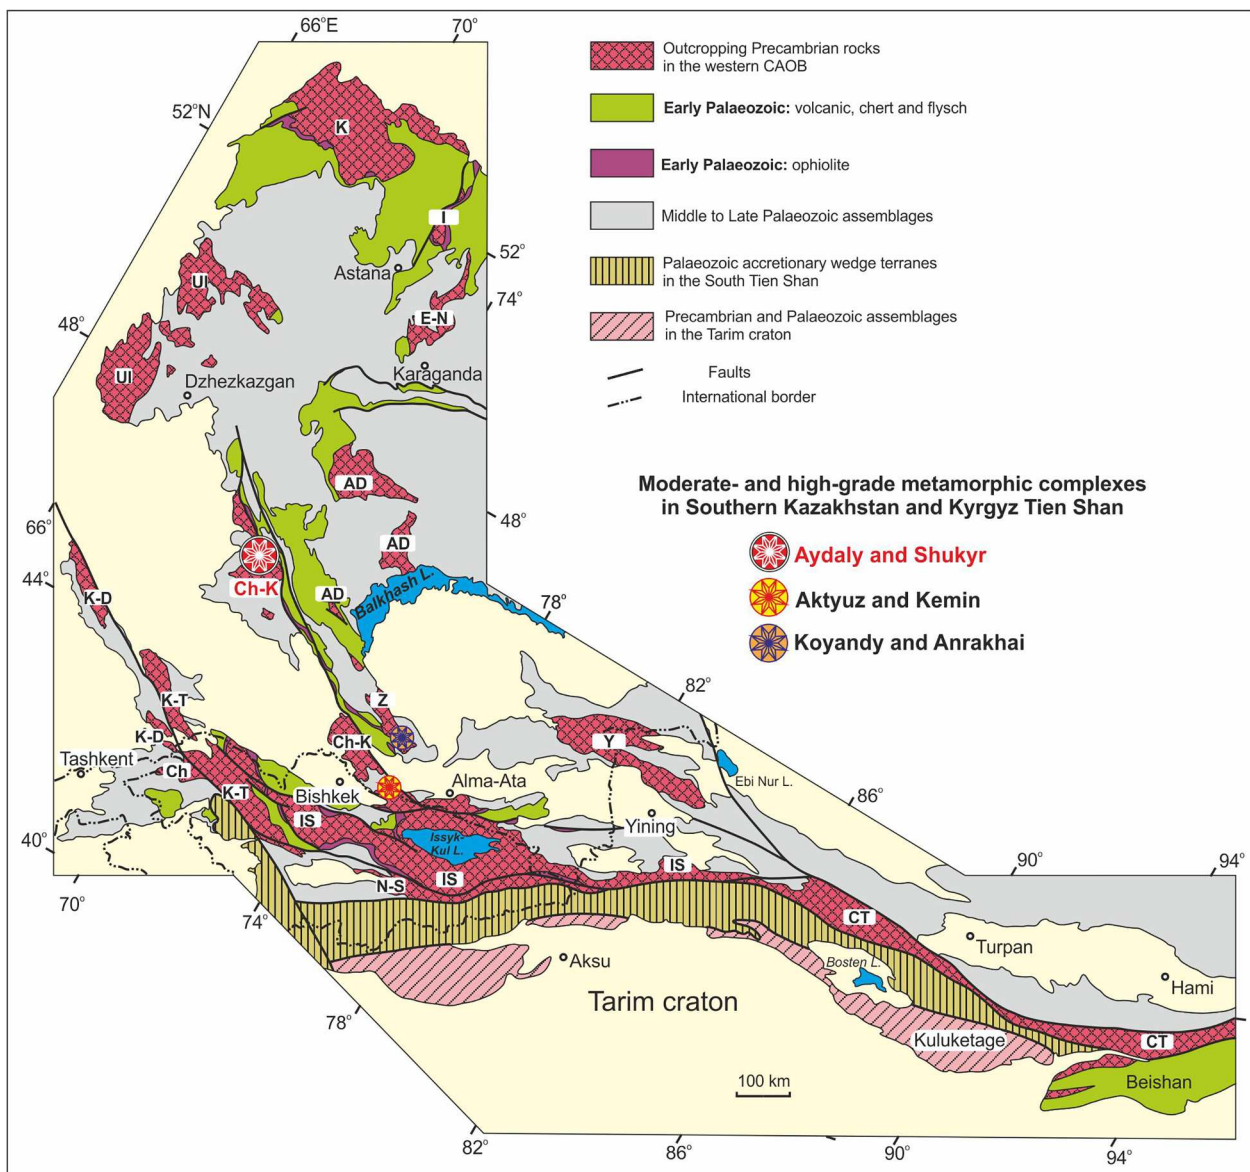 66°E
70°
52°N
K
I
52°
Astana
UI
74°
E-N
48°
UI
Karaganda
Dzhezkazgan
AD
48°
66°
AD
44°
Ch-K
AD
Balkhash L.
K-D
78°
82°
K-T
Z
K-D
Ch-K
Y
Tashkent
Ch
Alma-Ata
Ebi Nur L.
86°
K-T
Bishkek
IS
Yining
40°
Issyk-
Kul L.
IS
90°
94°
70°
N-S
IS
74°
CT
Turpan
Aksu
Bosten L.
Hami
Tarim craton
78°
Kuluketage
CT
100 km
Beishan
82°
86°
90°
94°
Outcropping Precambrian rocks
in the western CAOB
Early Palaeozoic: volcanic, chert and flysch
Early Palaeozoic: ophiolite
Middle to Late Palaeozoic assemblages
Palaeozoic accretionary wedge terranes
in the South Tien Shan
Precambrian and Palaeozoic assemblages
in the Tarim craton
Faults
International border
Moderate- and high-grade metamorphic complexes
in Southern Kazakhstan and Kyrgyz Tien Shan
Aydaly and Shukyr
Aktyuz and Kemin
Koyandy and Anrakhai